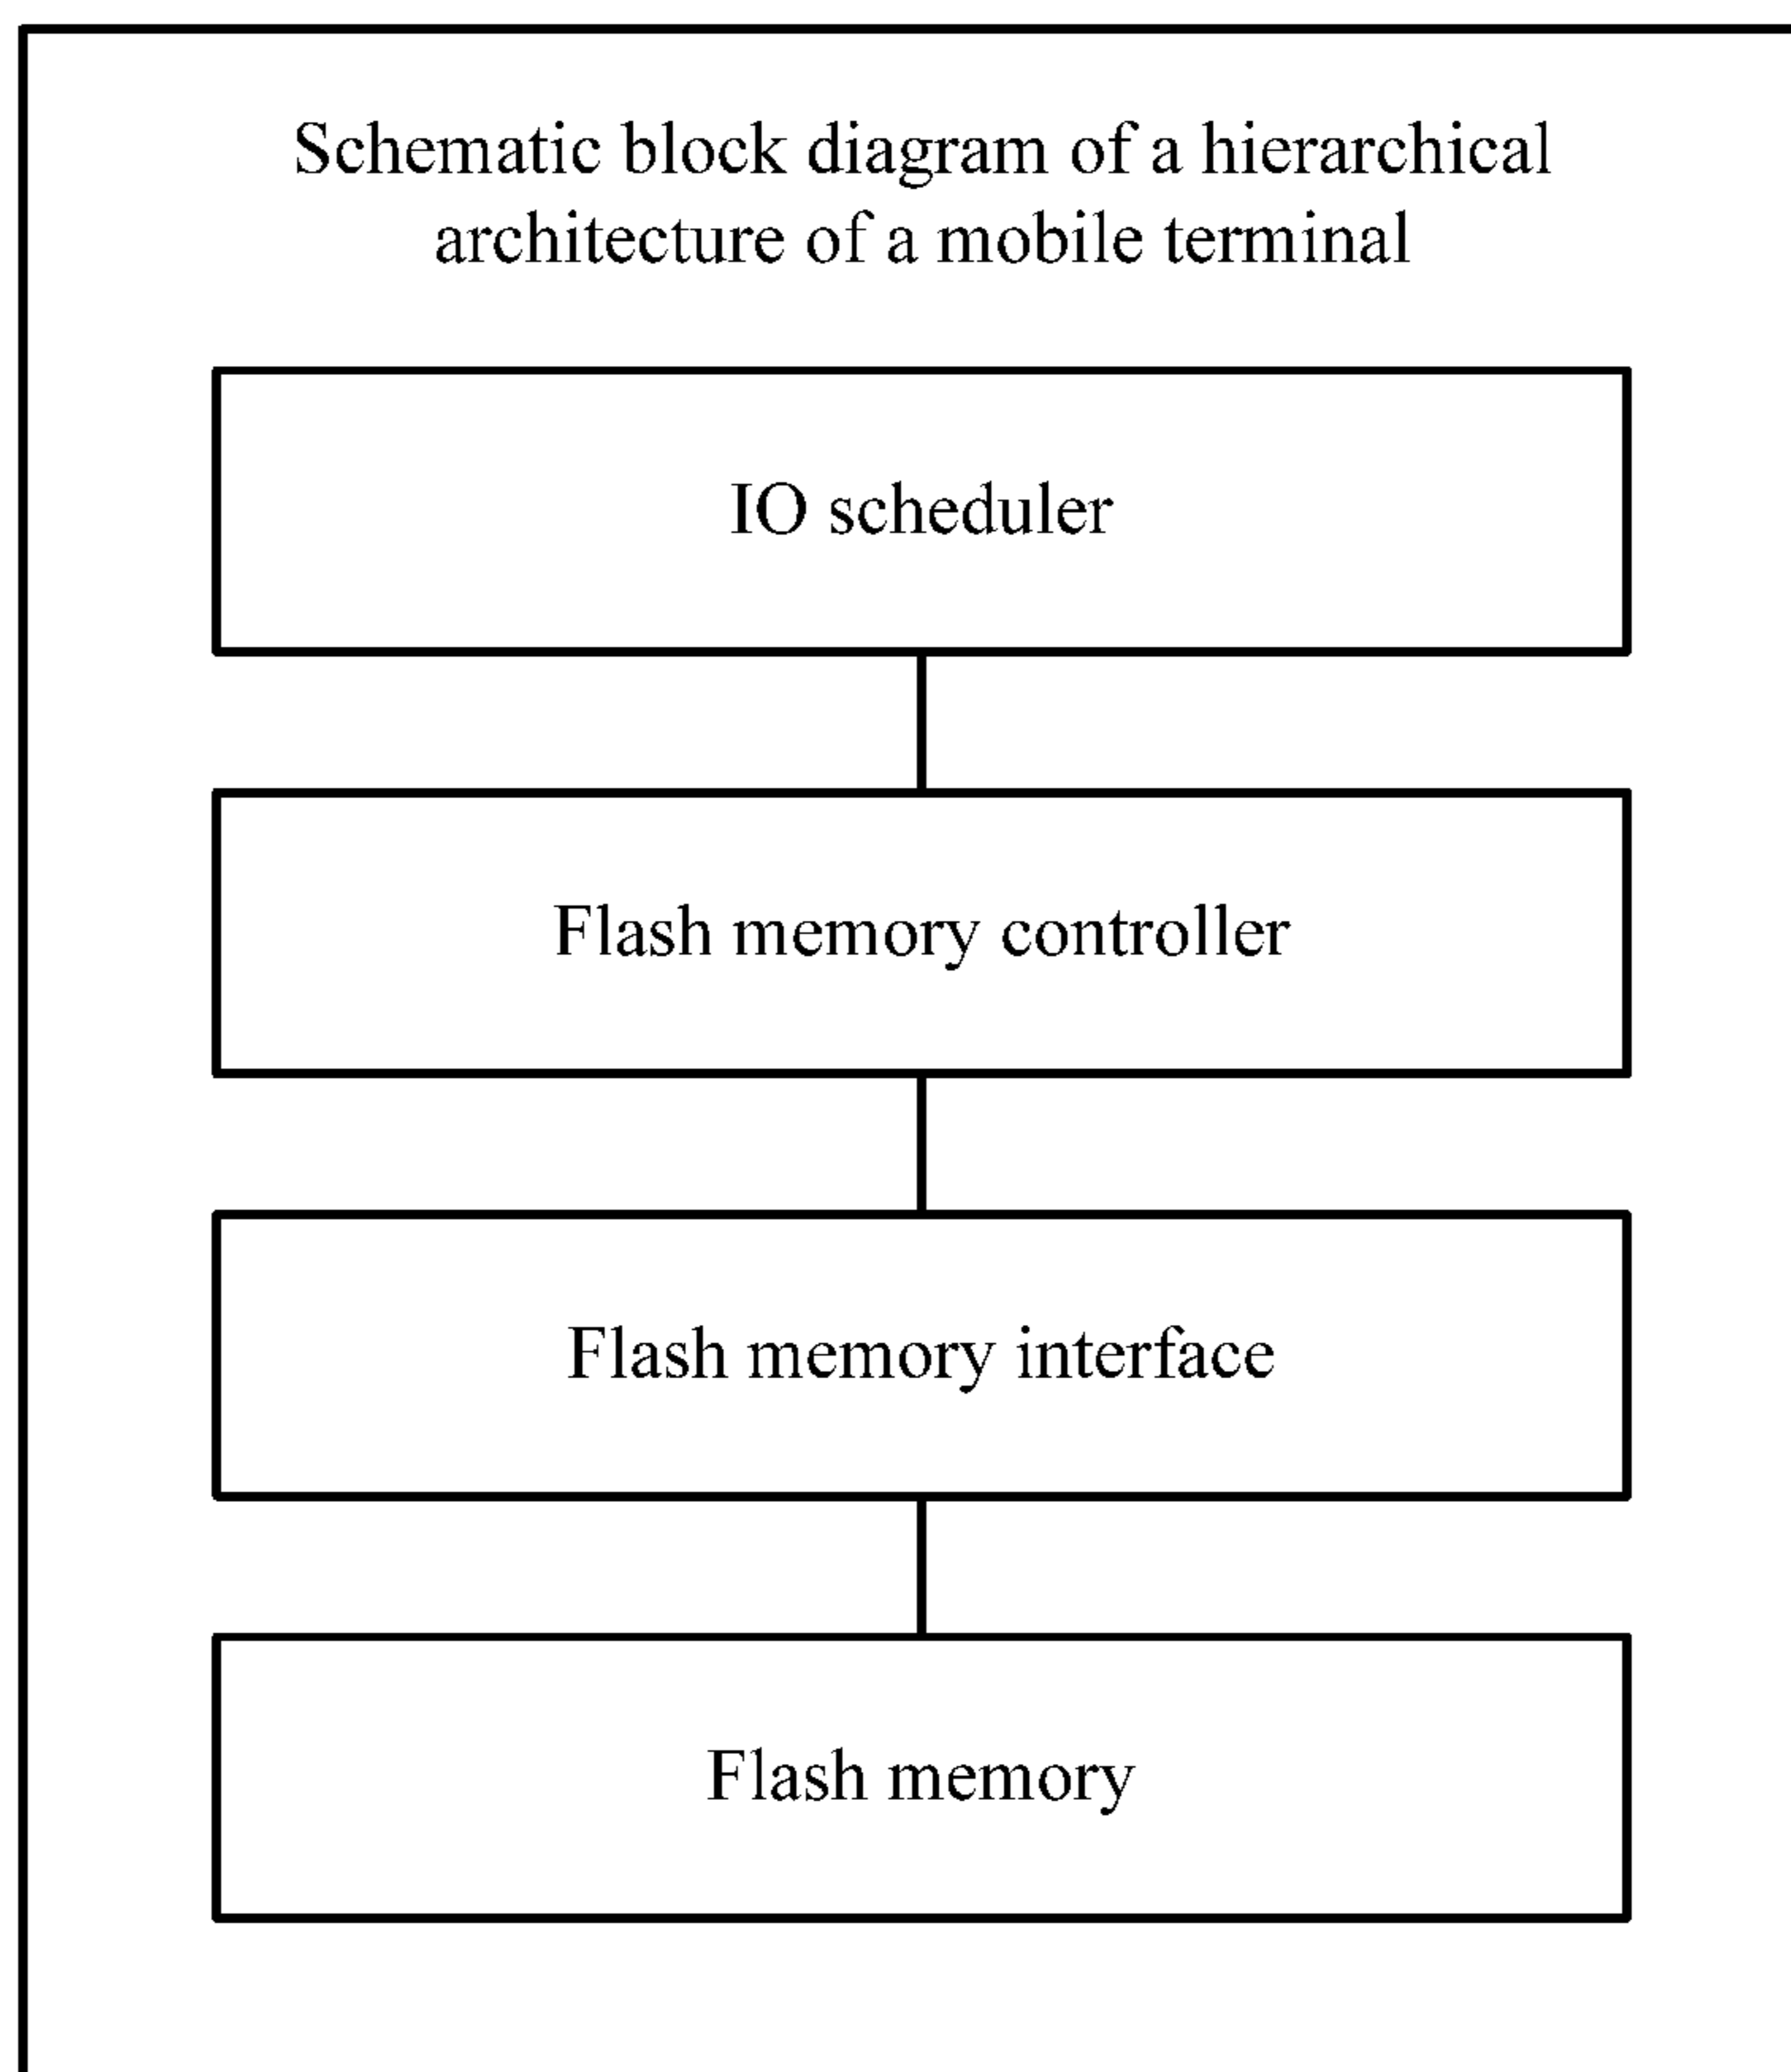 Schematic block diagram of a hierarchical
architecture of a mobile terminal
IO scheduler
Flash memory controller
Flash memory interface
Flash memory